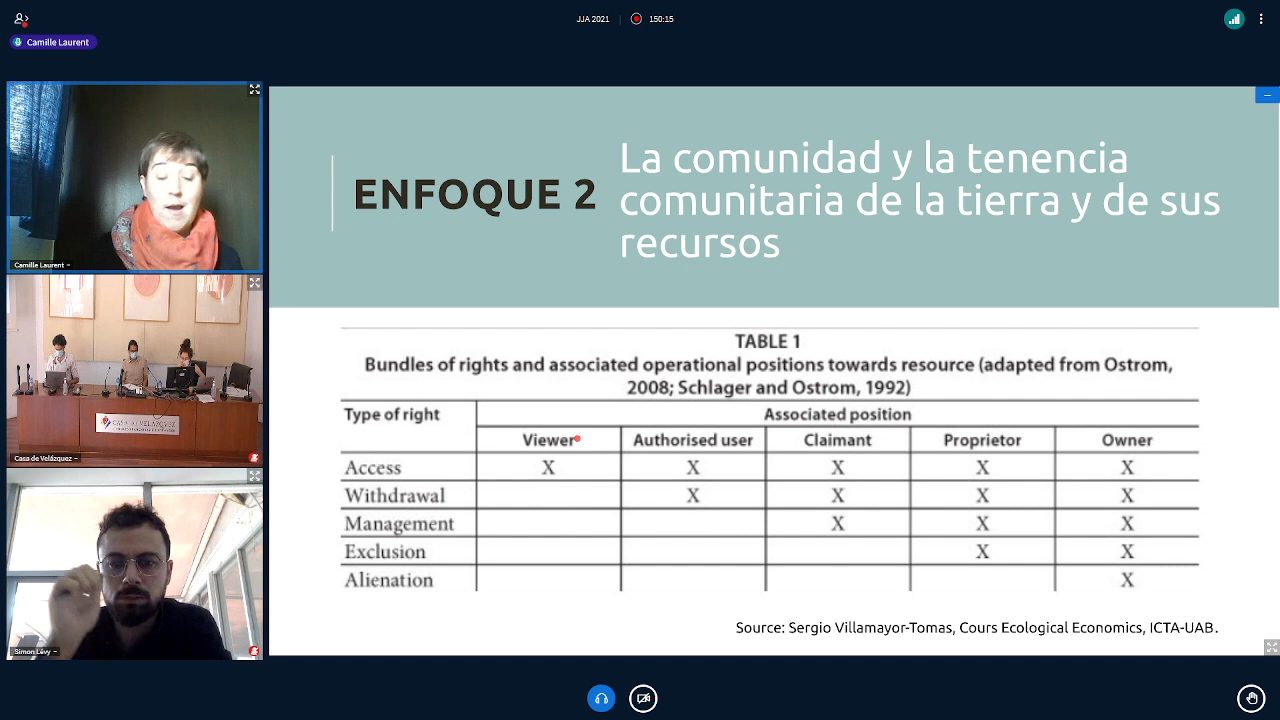 JJA 2021
150:15
Camille Laurent
Camille Laurent
CASA DE VELÁZQUEZ
Casa de Velázquez
Simon Lévy
ENFOQUE 2
La comunidad y la tenencia
comunitaria de la tierra y de sus
recursos
TABLE 1
Bundles of rights and associated operational positions towards resource (adapted from Ostrom,
2008; Schlager and Ostrom, 1992)
Type of right Associated position
Viewer Authorised user Claimant Proprietor Owner
Access X X X X X
Withdrawal X X X X
Management X X X
Exclusion X X
Alienation X
Source: Sergio Villamayor-Tomas, Cours Ecological Economics, ICTA-UAB.